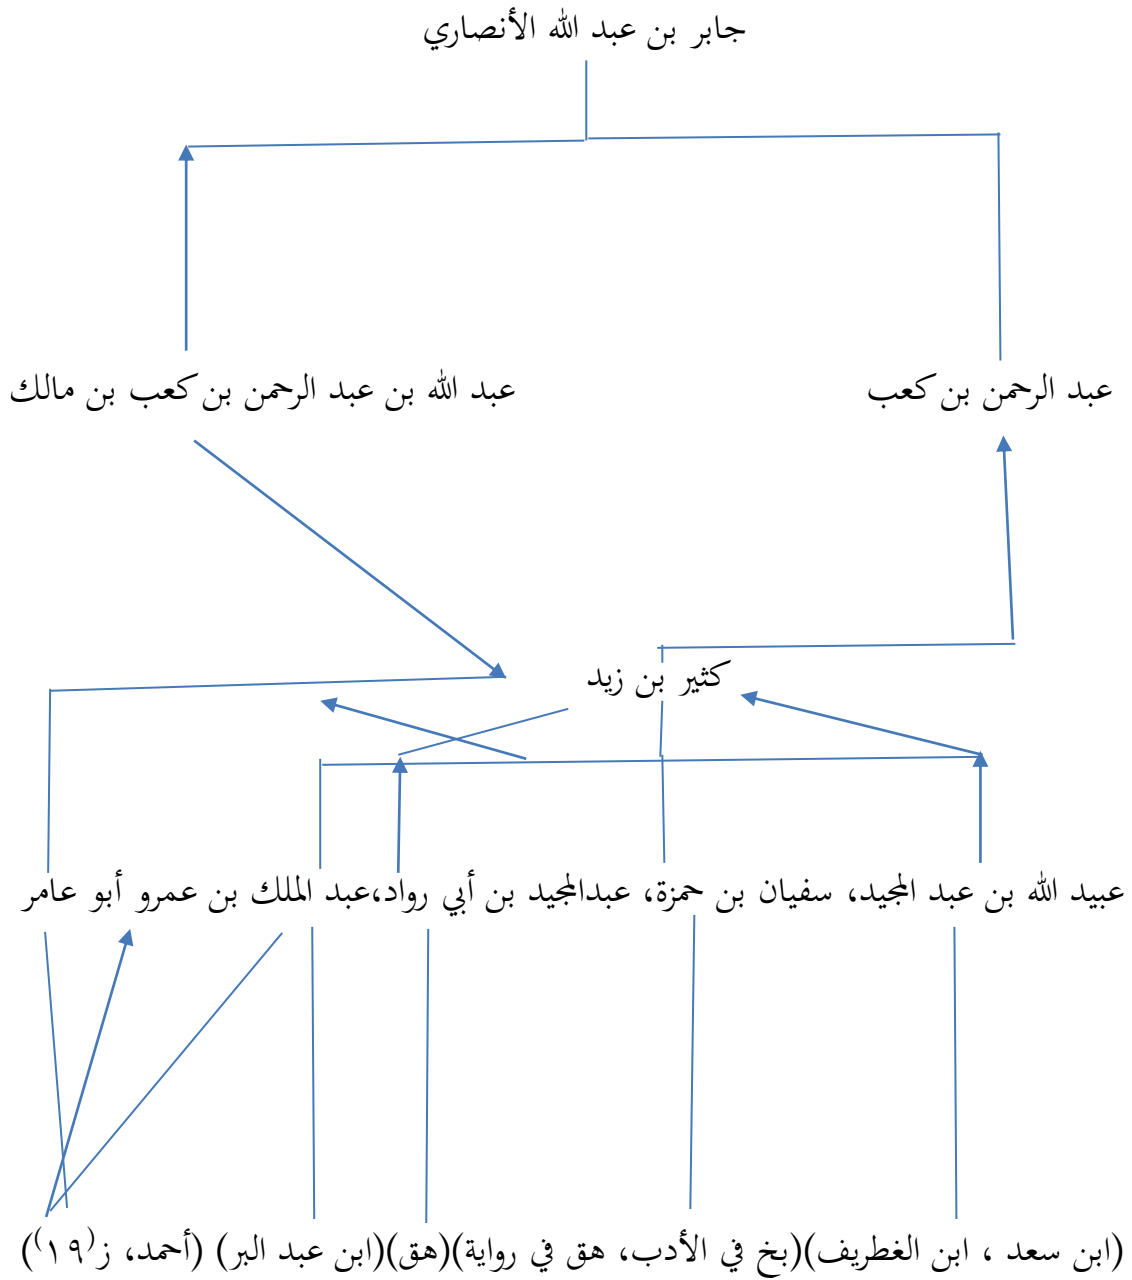 جابر بن عبد الله الأنصاري
عبد الرحمن بن كعب
عبد الله بن عبد الرحمن بن كعب بن مالك
كثير بن زيد
عبيد الله بن عبد المجيد، سفيان بن حمزة، عبدالمجيد بن أبي رواد،عبد الملك بن عمرو أبو عامر
(ابن سعد ، ابن الغطريف)(بخ في الأدب، هق في رواية)(هق)(ابن عبد البر) (أحمد، ز(١٩))